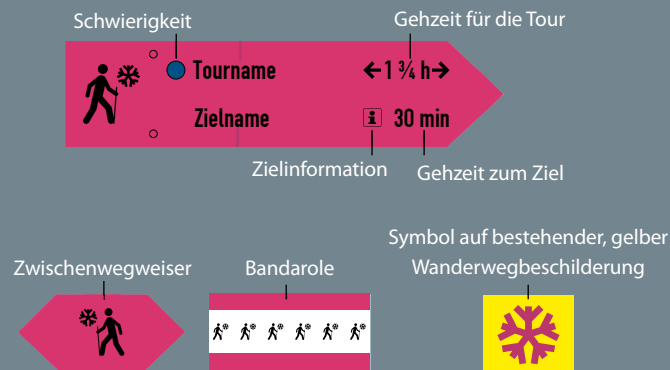 Schwierigkeit
Gehzeit für die Tour
Tourname
←1 ¾ h→
Zielname
i 30 min
Zielinformation
Gehzeit zum Ziel
Symbol auf bestehender, gelber
Wanderwegbeschilderung
Zwischenwegweiser
Bandarole